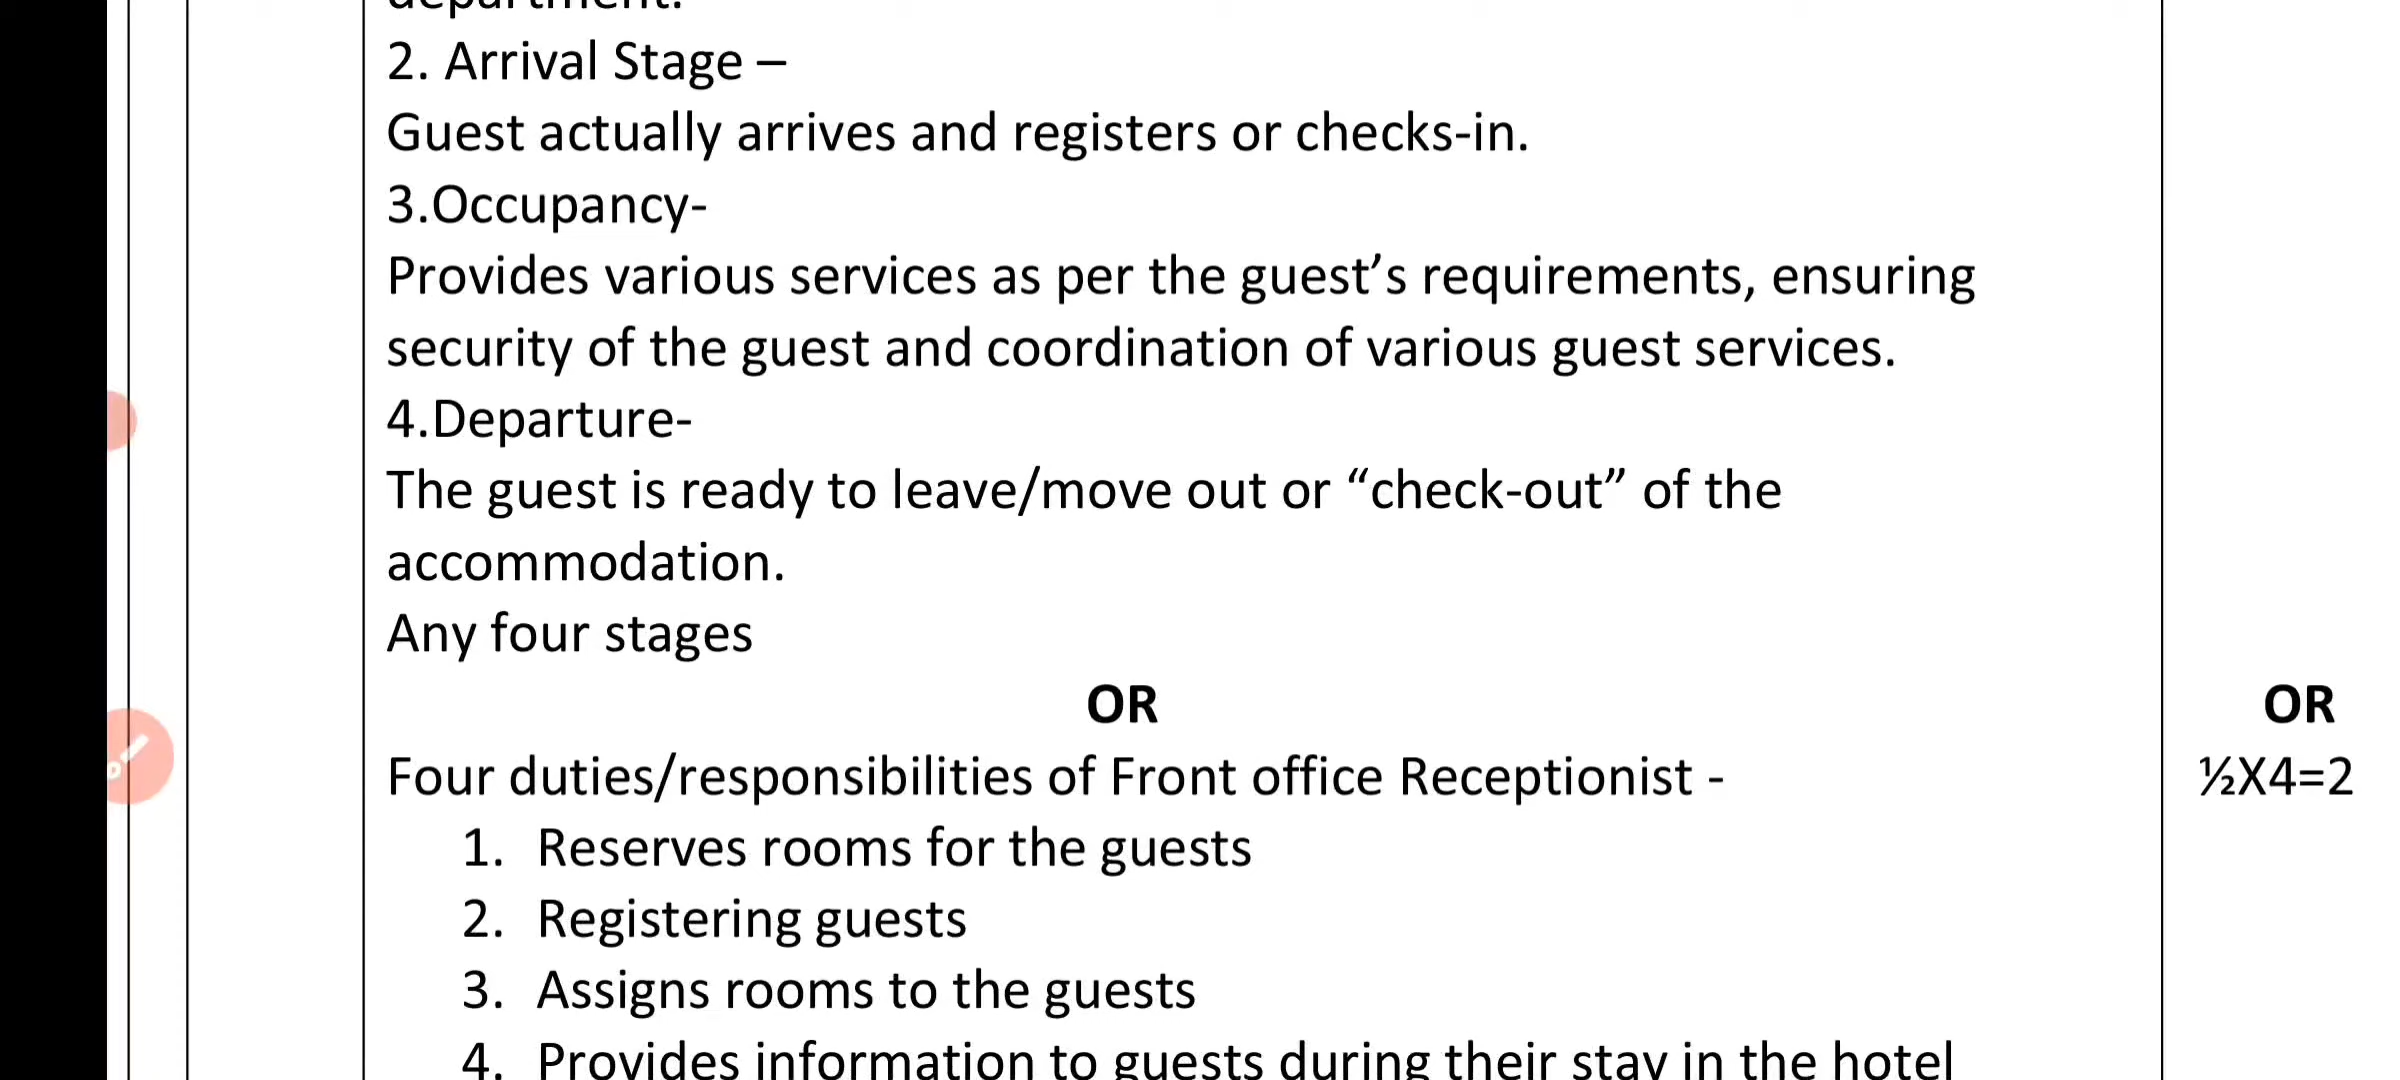 department.
2. Arrival Stage –
Guest actually arrives and registers or checks-in.
3.Occupancy-
Provides various services as per the guest’s requirements, ensuring
security of the guest and coordination of various guest services.
4.Departure-
The guest is ready to leave/move out or “check-out” of the
accommodation.
Any four stages
OR OR
Four duties/responsibilities of Front office Receptionist - ½X4=2
1. Reserves rooms for the guests
2. Registering guests
3. Assigns rooms to the guests
4. Provides information to guests during their stay in the hotel